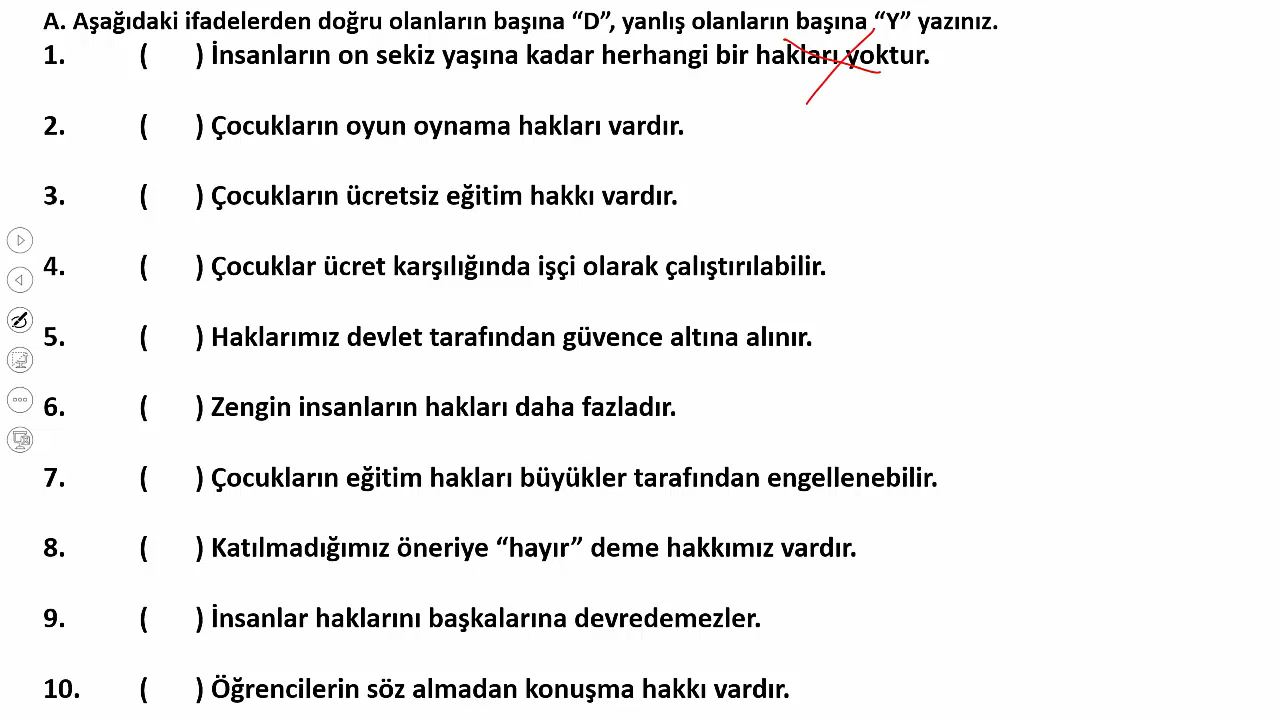 A. Aşağıdaki ifadelerden doğru olanların başına “D”, yanlış olanların başına “Y” yazınız.
1. ( ) İnsanların on sekiz yaşına kadar herhangi bir hakları yoktur.
2. ( ) Çocukların oyun oynama hakları vardır.
3. ( ) Çocukların ücretsiz eğitim hakkı vardır.
4. ( ) Çocuklar ücret karşılığında işçi olarak çalıştırılabilir.
5. ( ) Haklarımız devlet tarafından güvence altına alınır.
6. ( ) Zengin insanların hakları daha fazladır.
7. ( ) Çocukların eğitim hakları büyükler tarafından engellenebilir.
8. ( ) Katılmadığımız öneriye “hayır” deme hakkımız vardır.
9. ( ) İnsanlar haklarını başkalarına devredemezler.
10. ( ) Öğrencilerin söz almadan konuşma hakkı vardır.